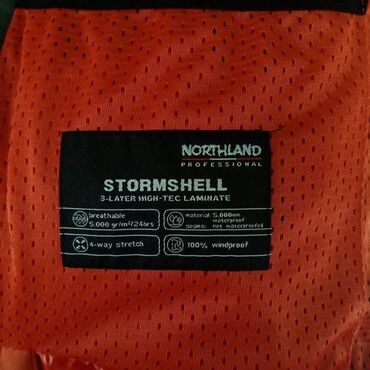 NORTHLAND
PROFESSIONAL
STORMSHELL
3-LAYER HIGH-TEC LAMINATE
breathable
5.000 gr/m²/24hrs
material: 5.000mm
waterproof
seams: not waterproofed
4-way stretch
100% windproof